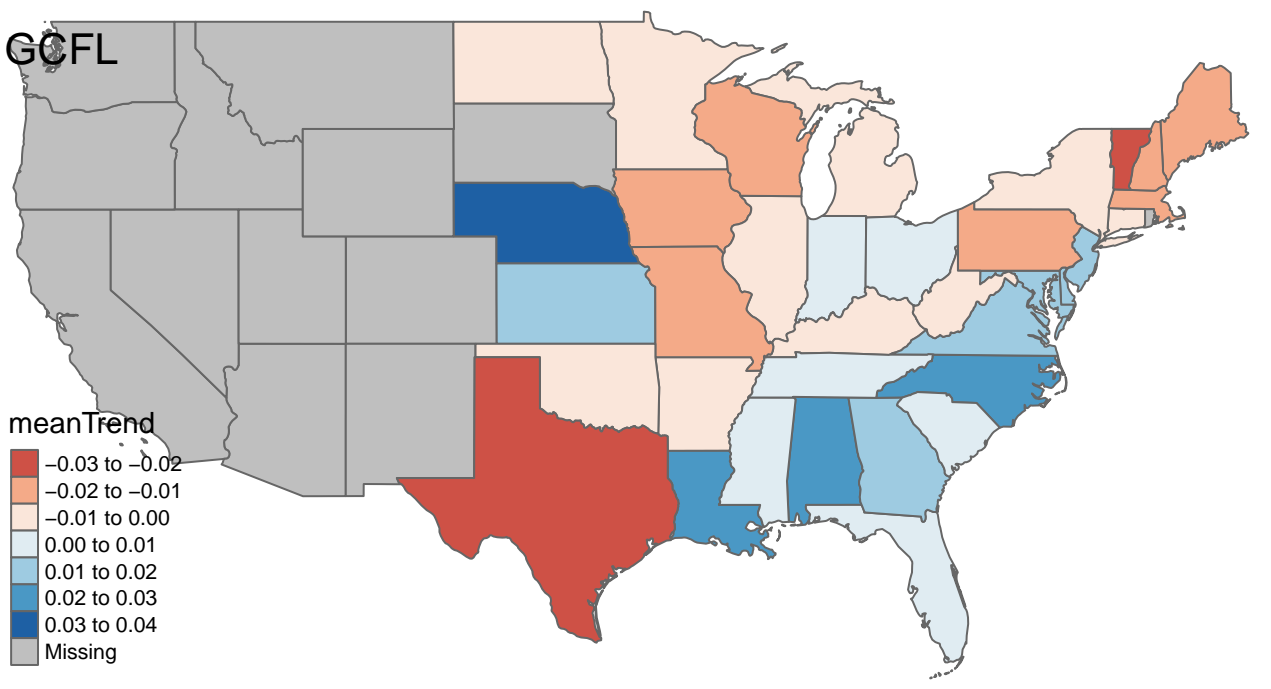 GCFL
meanTrend
−0.03 to −0.02
−0.02 to −0.01
−0.01 to 0.00
0.00 to 0.01
0.01 to 0.02
0.02 to 0.03
0.03 to 0.04
Missing